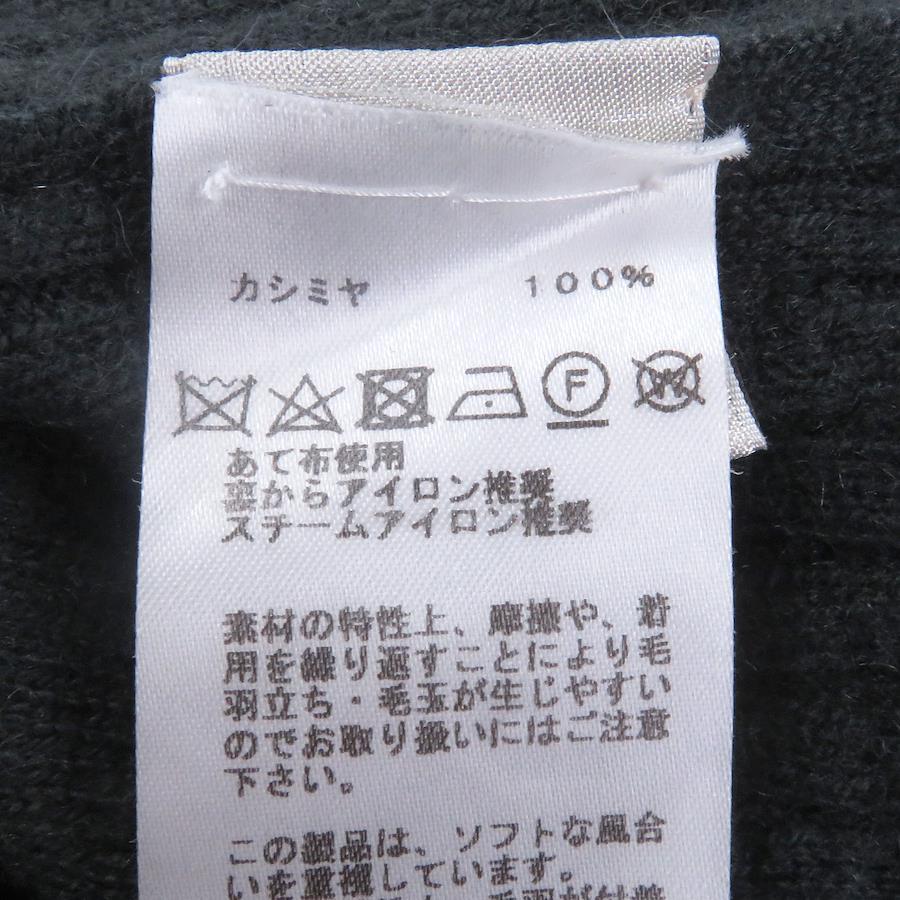 カシミヤ 100%
F
W
あて布使用
裏からアイロン推奨
スチームアイロン推奨
素材の特性上、摩擦や、着
用を繰り返すことにより毛
羽立ち・毛玉が生じやすい
のでお取り扱いにはご注意
下さい。
この製品は、ソフトな風合
いを重視しています。